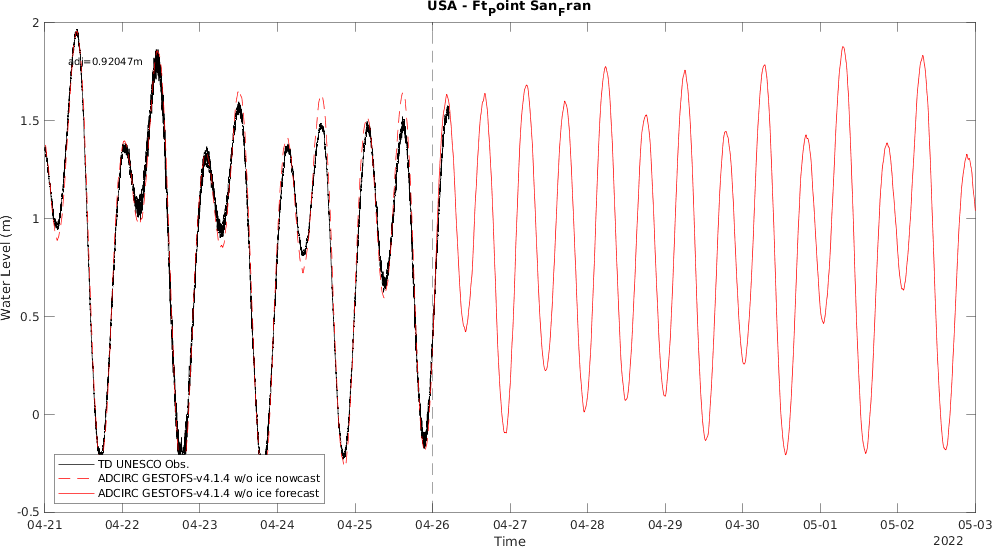 USA - FtPoint SanFran
adj=0.92047m
Water Level (m)
2
1.5
1
0.5
0
-0.5
TD UNESCO Obs.
ADCIRC GESTOFS-v4.1.4 w/o ice nowcast
ADCIRC GESTOFS-v4.1.4 w/o ice forecast
04-21 04-22 04-23 04-24 04-25 04-26 04-27 04-28 04-29 04-30 05-01 05-02 05-03
Time
2022